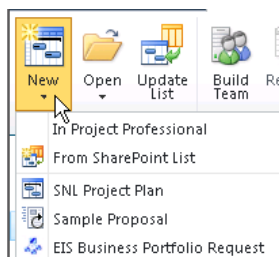 New Open Update List Build Team Re
In Project Professional
From SharePoint List
SNL Project Plan
Sample Proposal
EIS Business Portfolio Request